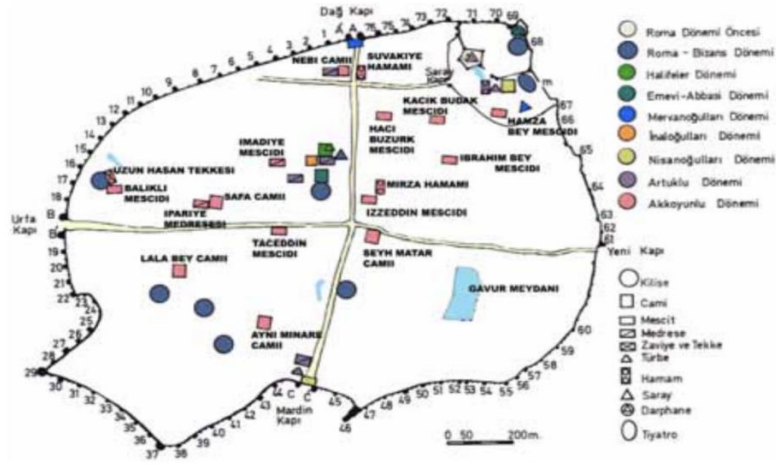 Dağ Kapı
NEBI CAMII
SUVAKIYE
HAMAMI
Saray
Kapı
KACIK BUDAK
MESCIDI
HACI
BUZURK
MESCIDI
HAMZA
BEY MESCIDI
IMADIYE
MESCIDI
IBRAHIM BEY
MESCIDI
UZUN HASAN TEKKESI
BALIKLI
MESCIDI
SAFA CAMII
MIRZA HAMAMI
IZZEDDIN MESCIDI
IPARIYE
MEDRESESI
Urfa
Kapı
TACEDDIN
MESCIDI
SEYH MATAR
CAMII
Yeni Kapı
LALA BEY CAMII
GAVUR MEYDANI
AYNI MINARE
CAMII
Mardin
Kapı
0 50 200m.
Roma Dönemi Öncesi
Roma - Bizans Dönemi
Halifeler Dönemi
Emevi-Abbasi Dönemi
Mervanoğulları Dönemi
İnaloğulları Dönemi
Nisanoğulları Dönemi
Artuklu Dönemi
Akkoyunlu Dönemi
Kilise
Cami
Mescit
Medrese
Zaviye ve Tekke
Türbe
Hamam
Saray
Darphane
Tiyatro